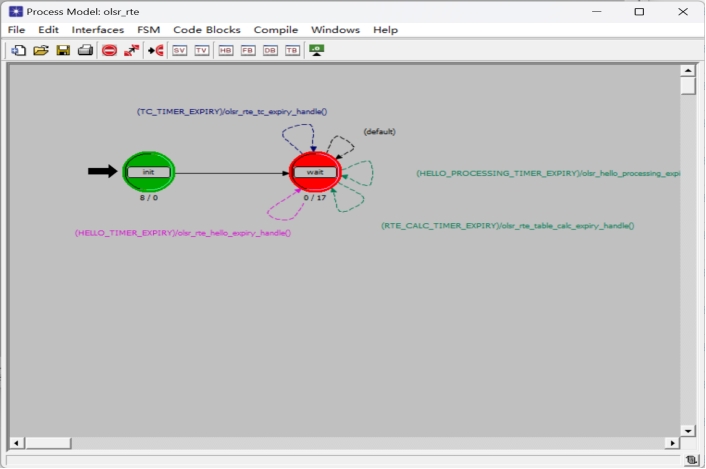 Process Model: olsr_rte
File Edit Interfaces FSM Code Blocks Compile Windows Help
SV TV HB FB DB TB
(TC_TIMER_EXPIRY)/olsr_rte_tc_expiry_handle()
(default)
init
wait
(HELLO_PROCESSING_TIMER_EXPIRY)/olsr_hello_processing_expi
8 / 0
0 / 17
(RTE_CALC_TIMER_EXPIRY)/olsr_rte_table_calc_expiry_handle()
(HELLO_TIMER_EXPIRY)/olsr_rte_hello_expiry_handle()